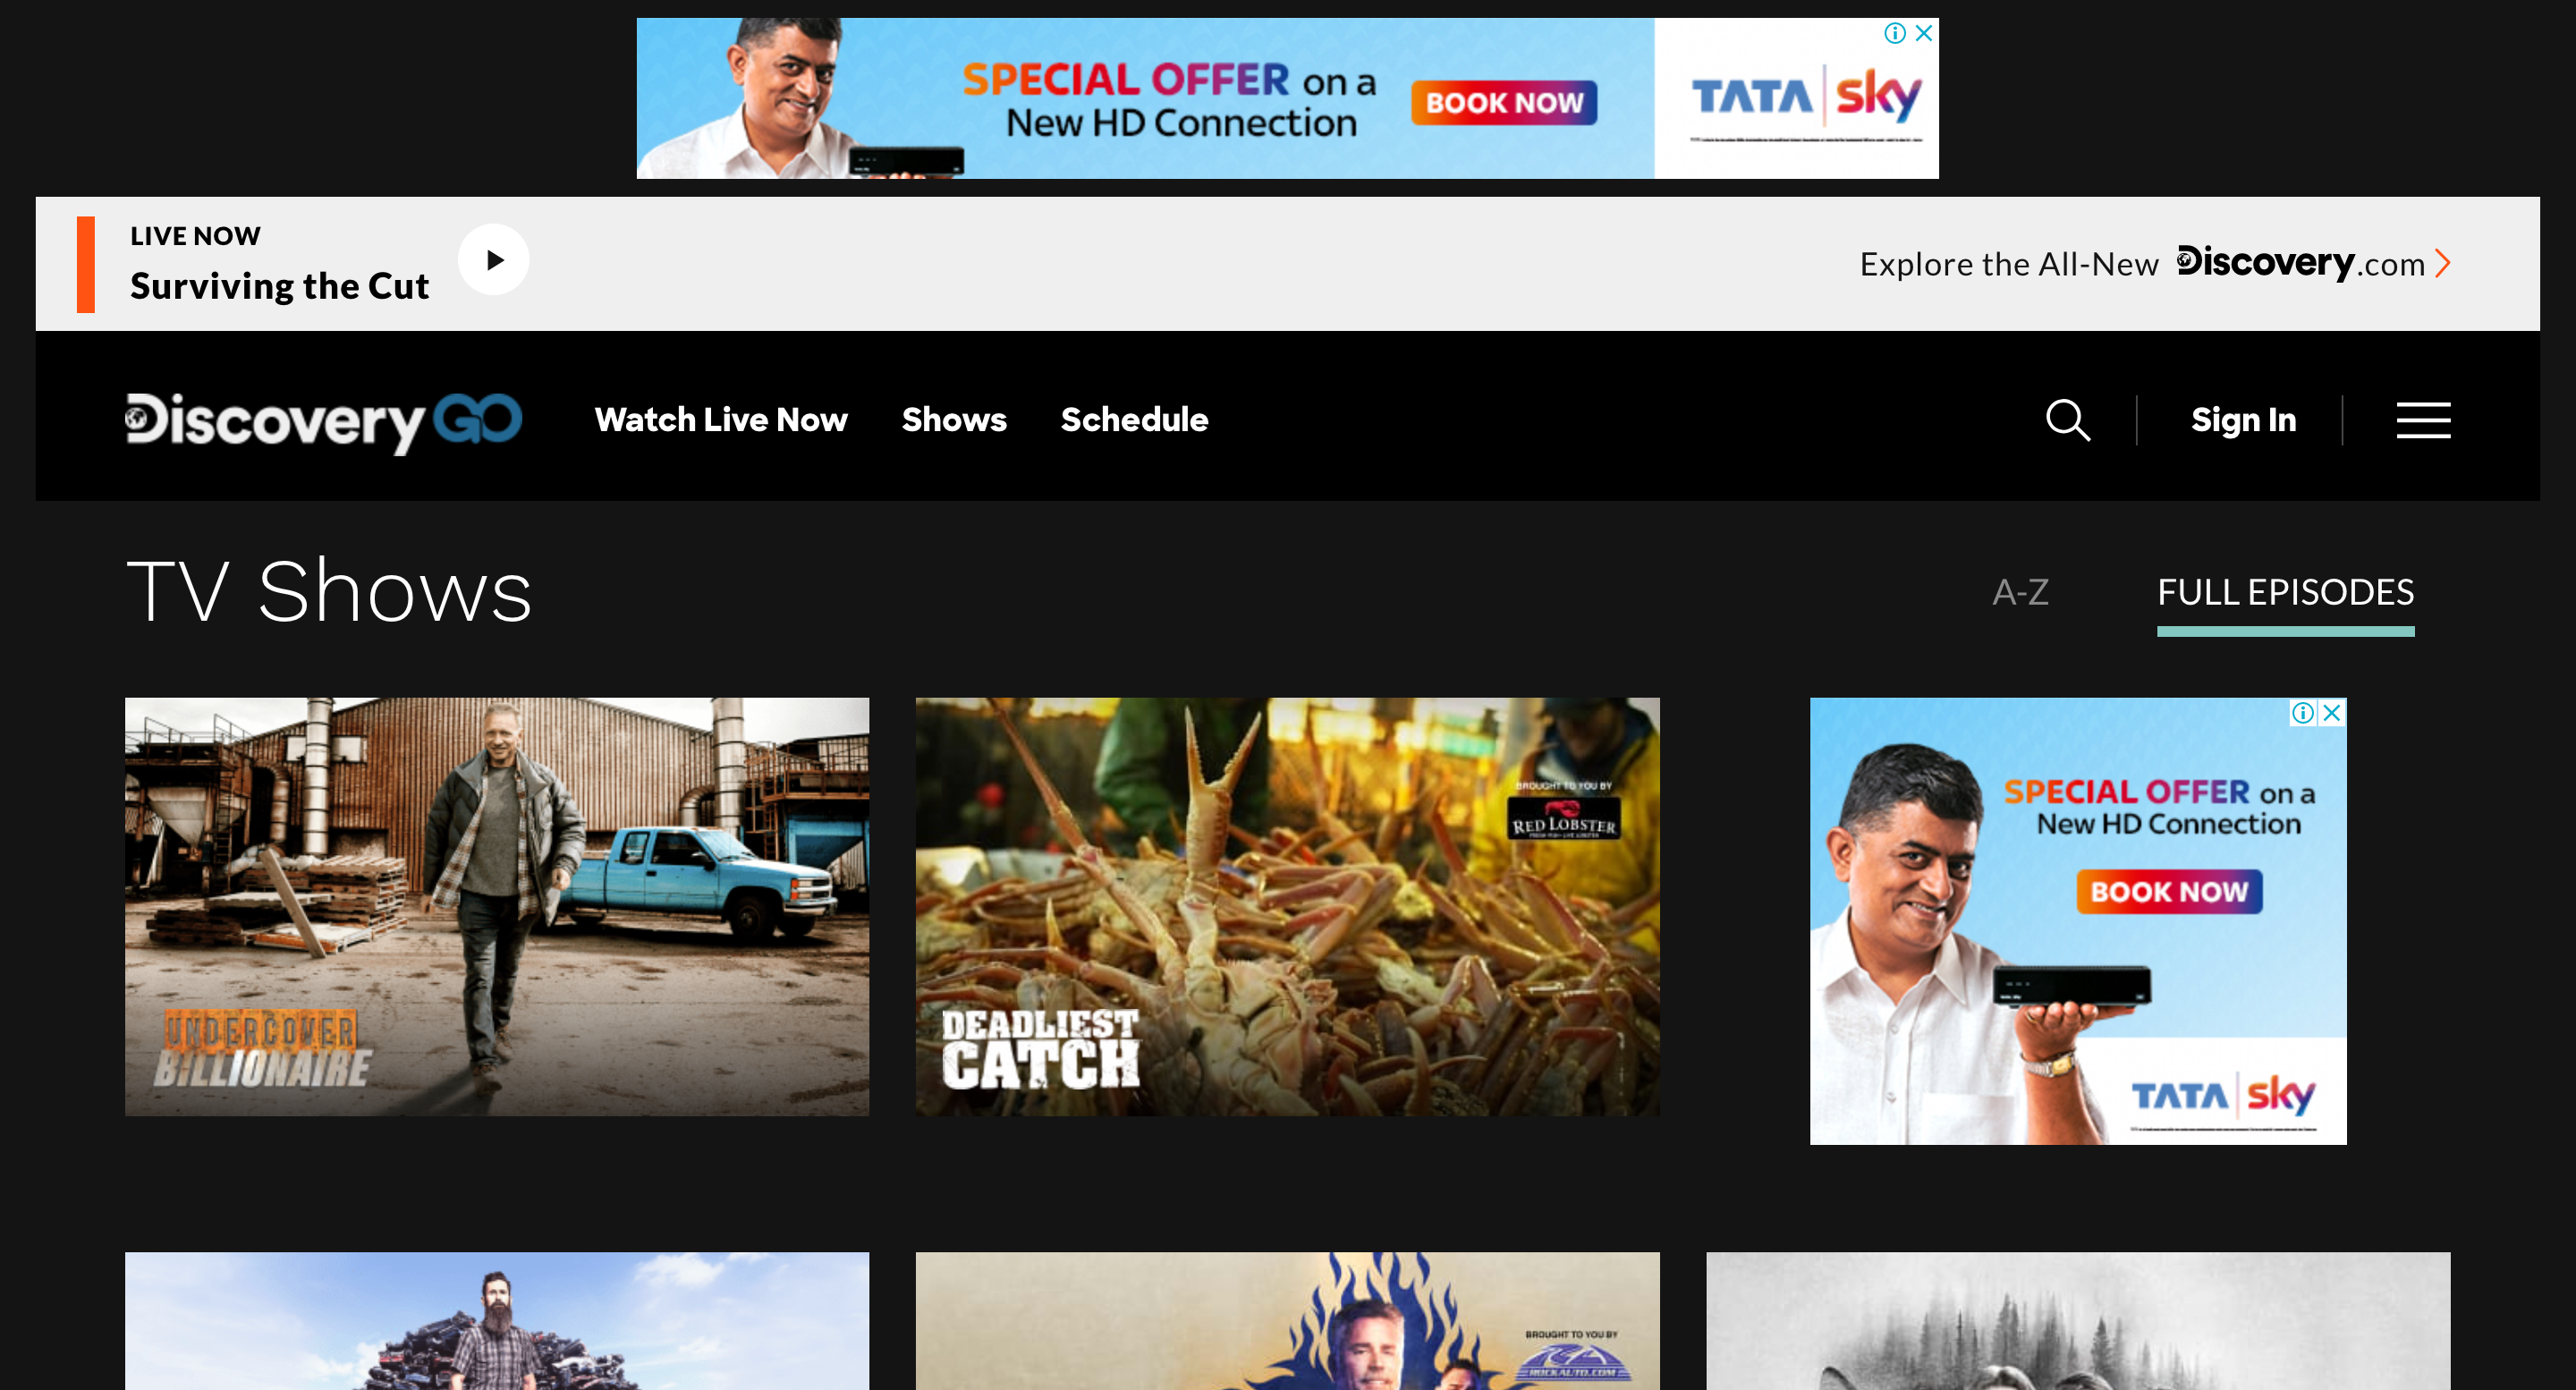 SPECIAL OFFER on a
New HD Connection
BOOK NOW
TATA sky
LIVE NOW
Surviving the Cut
Explore the All-New Discovery.com
Discovery GO
Watch Live Now
Shows
Schedule
Sign In
TV Shows
A-Z
FULL EPISODES
UNDERCOVER
BILLIONAIRE
BROUGHT TO YOU BY
RED LOBSTER
DEADLIEST
CATCH
SPECIAL OFFER on a
New HD Connection
BOOK NOW
TATA sky
BROUGHT TO YOU BY
ROCKAUTO.COM